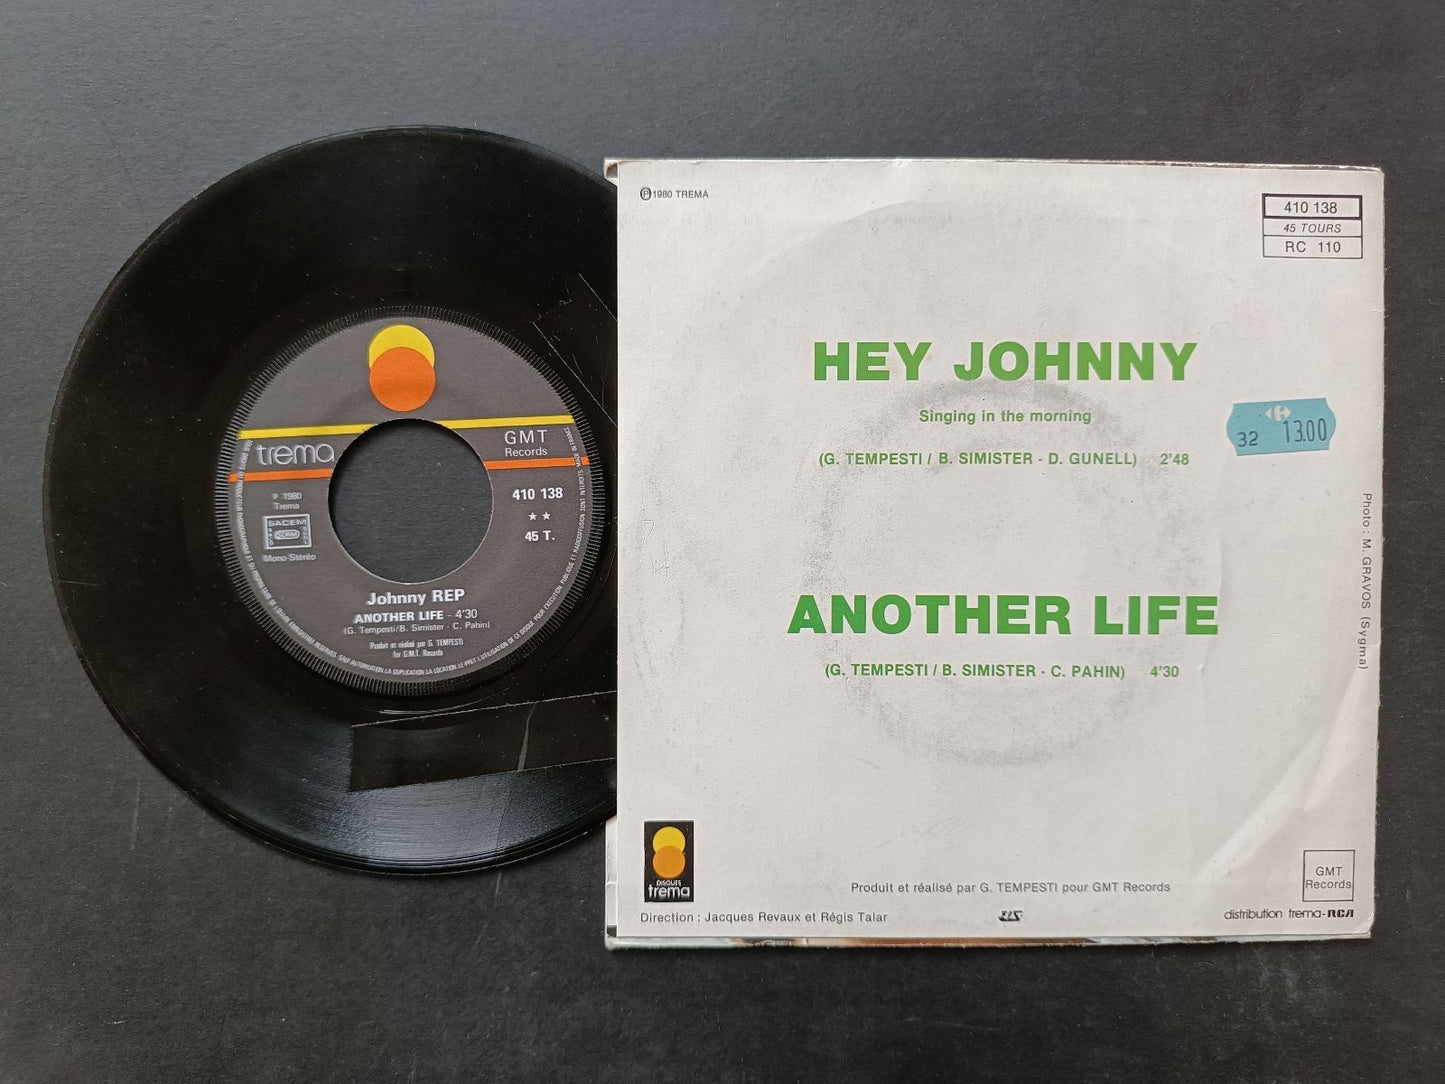 trema
GMT
Records
℗ 1980
Trema
SACEM
Mono Stéréo
410 138
★★
45 T.
Johnny REP
ANOTHER LIFE - 4'30
(G. Tempesti/B. Simister - C. Pahin)
Produit et réalisé par G. TEMPESTI
for G.M.T. Records
℗1980 TREMA
410 138
45 TOURS
RC 110
HEY JOHNNY
Singing in the morning
(G. TEMPESTI / B. SIMISTER - D. GUNELL) 2'48
32 13.00
ANOTHER LIFE
(G. TEMPESTI / B. SIMISTER - C. PAHIN) 4'30
Photo : M. GRAVOS (Sygma)
DISQUES
trema
Produit et réalisé par G. TEMPESTI pour GMT Records
GMT
Records
Direction : Jacques Revaux et Régis Talar
distribution trema-RCA